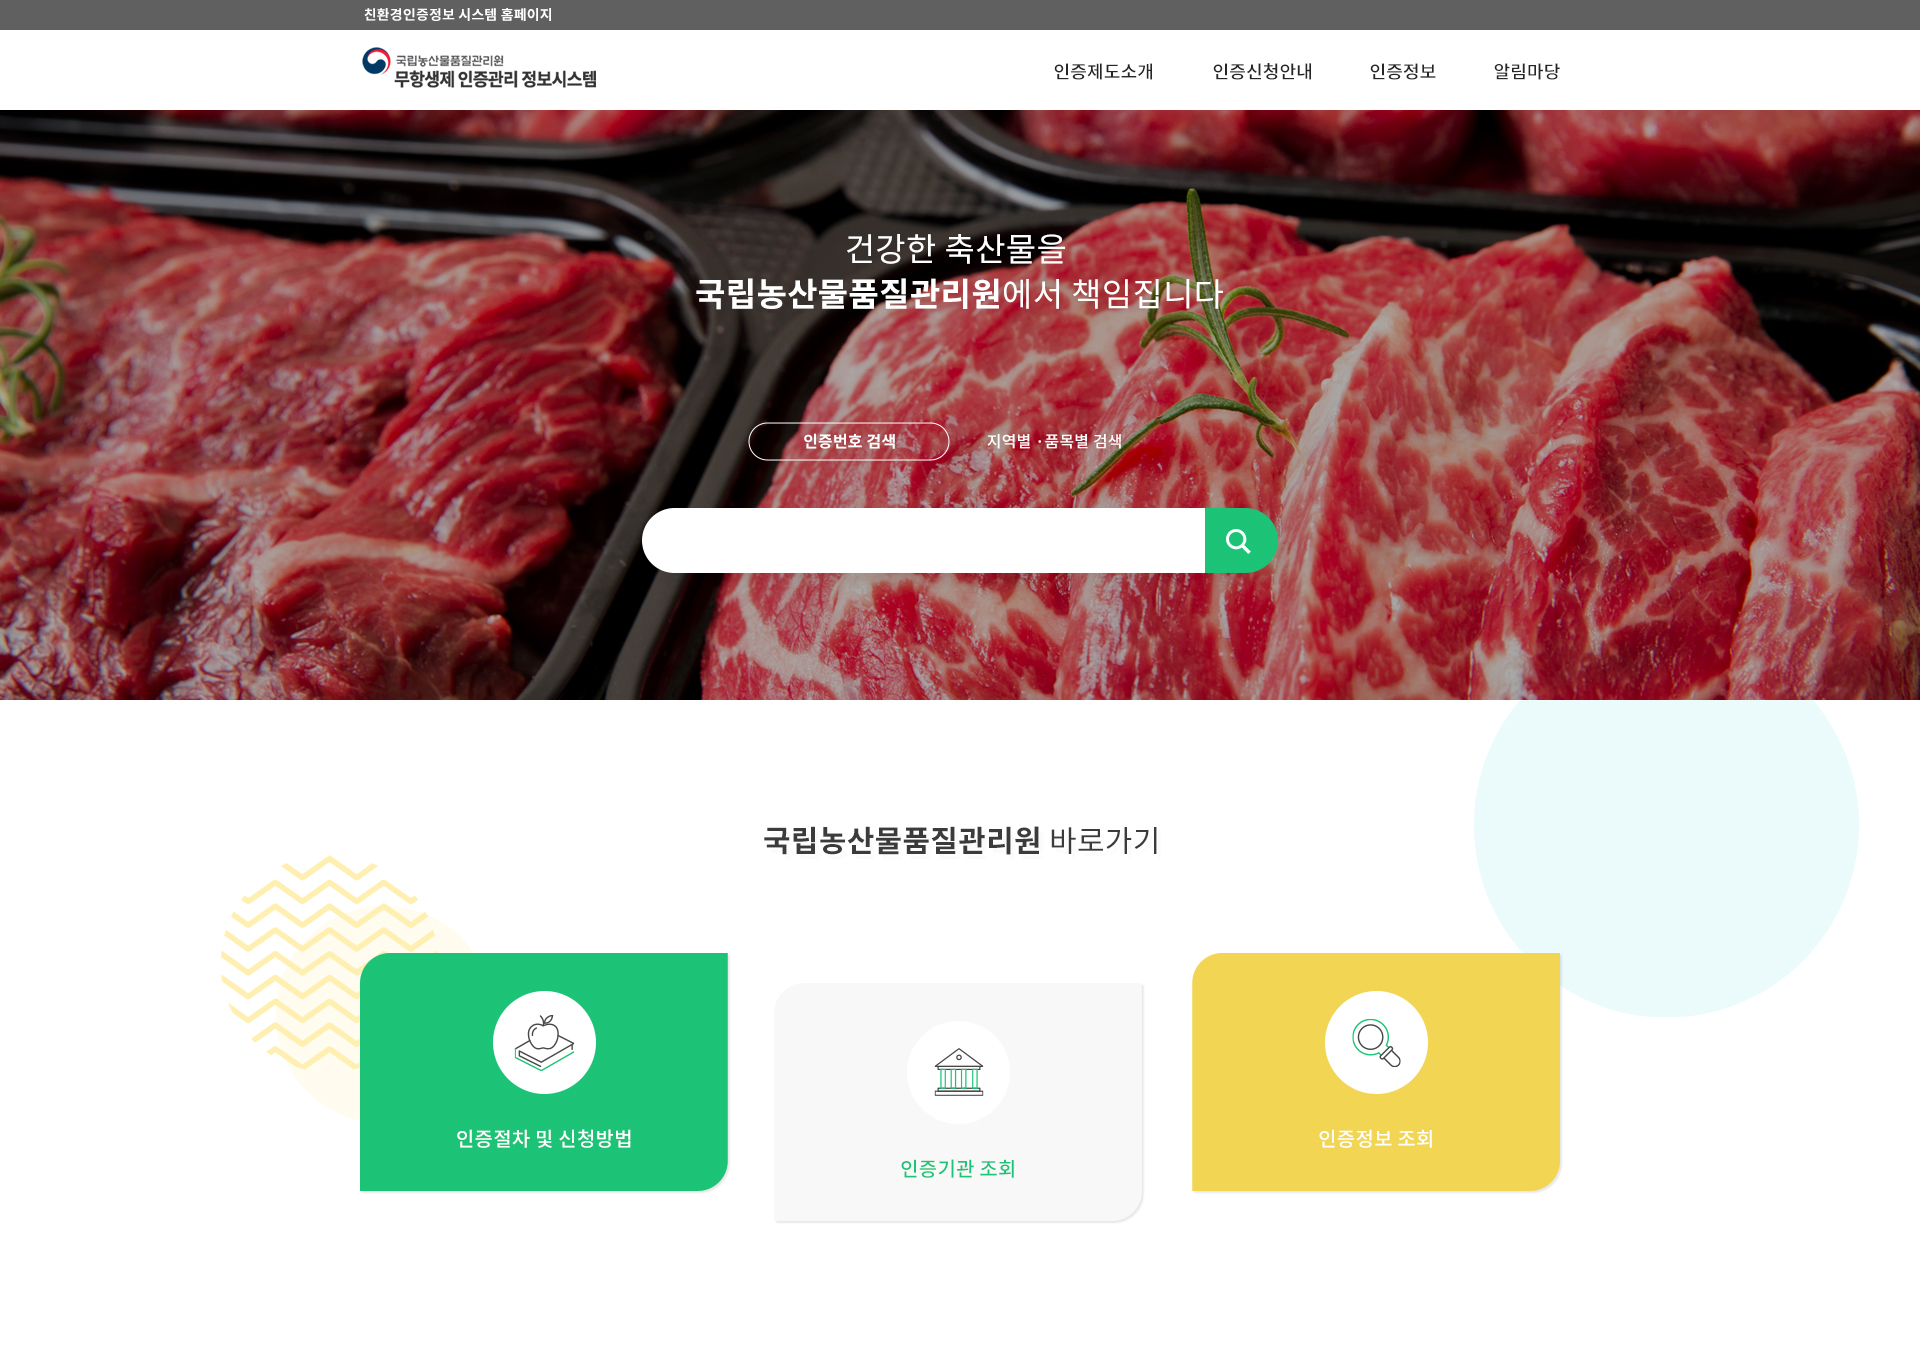 친환경인증정보 시스템 홈페이지
국립농산물품질관리원
무항생제 인증관리 정보시스템
인증제도소개 인증신청안내 인증정보 알림마당
건강한 축산물을
국립농산물품질관리원에서 책임집니다
인증번호 검색 지역별 ·품목별 검색
국립농산물품질관리원 바로가기
인증절차 및 신청방법
인증기관 조회
인증정보 조회